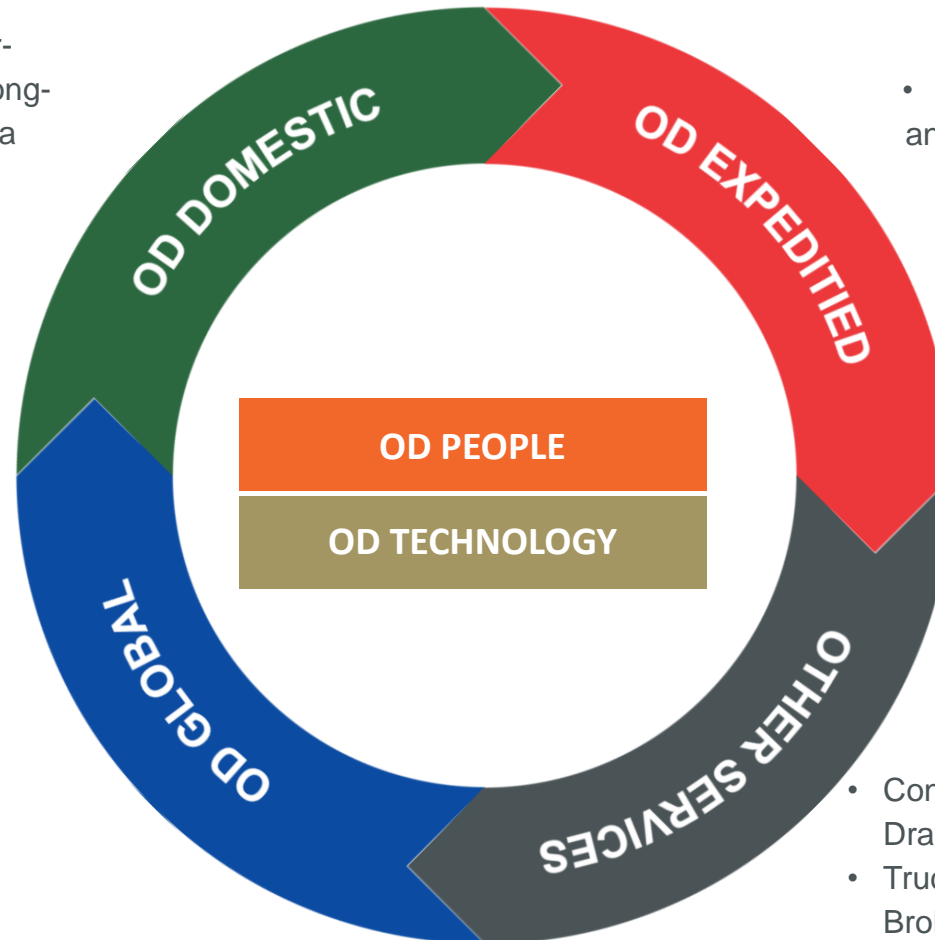 a
OD DOMESTIC
OD EXPEDITIED
OD PEOPLE
OD TECHNOLOGY
OD GLOBAL
OTHER SERVICES